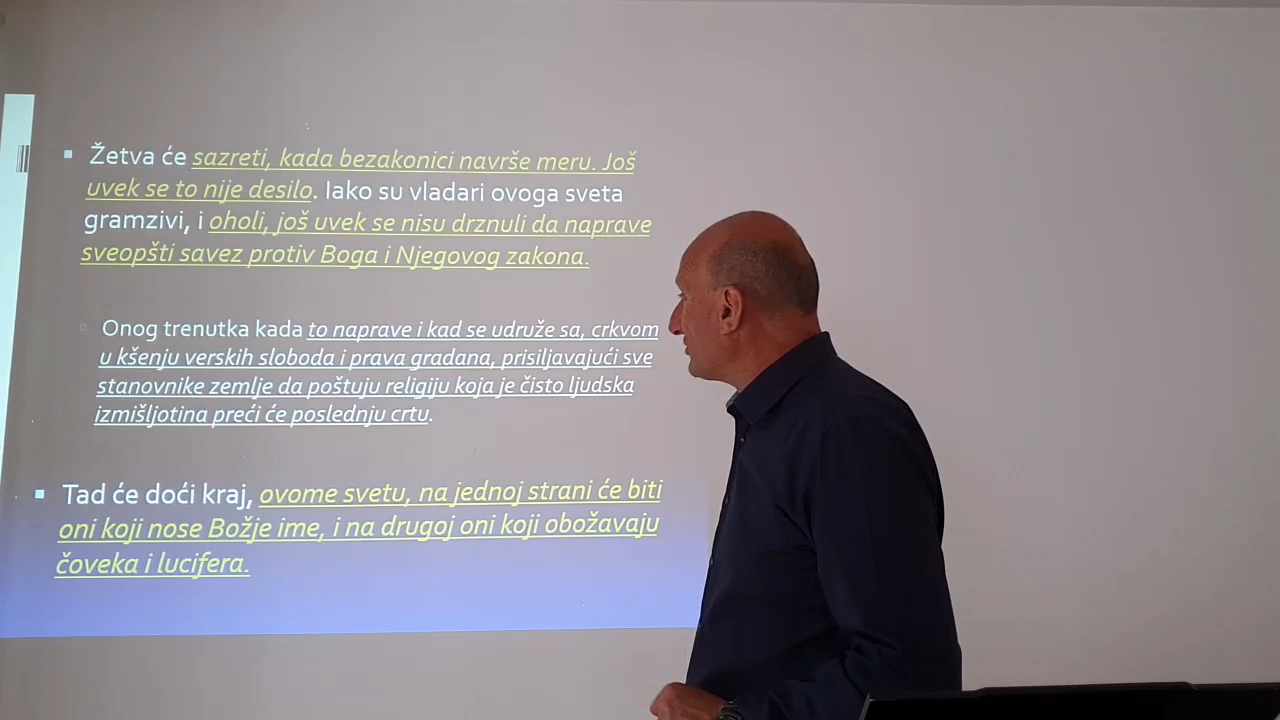 Žetva će sazreti, kada bezakonici navrše meru. Još
uvek se to nije desilo. Iako su vladari ovoga sveta
gramzivi, i oholi, još uvek se nisu drznuli da naprave
sveopšti savez protiv Boga i Njegovog zakona.
Onog trenutka kada to naprave i kad se udruže sa, crkvom
u kšenju verskih sloboda i prava gradana, prisiljavajući sve
stanovnike zemlje da poštuju religiju koja je čisto ljudska
izmišljotina preći će poslednju crtu.
Tad će doći kraj, ovome svetu, na jednoj strani će biti
oni koji nose Božje ime, i na drugoj oni koji obožavaju
čoveka i lucifera.